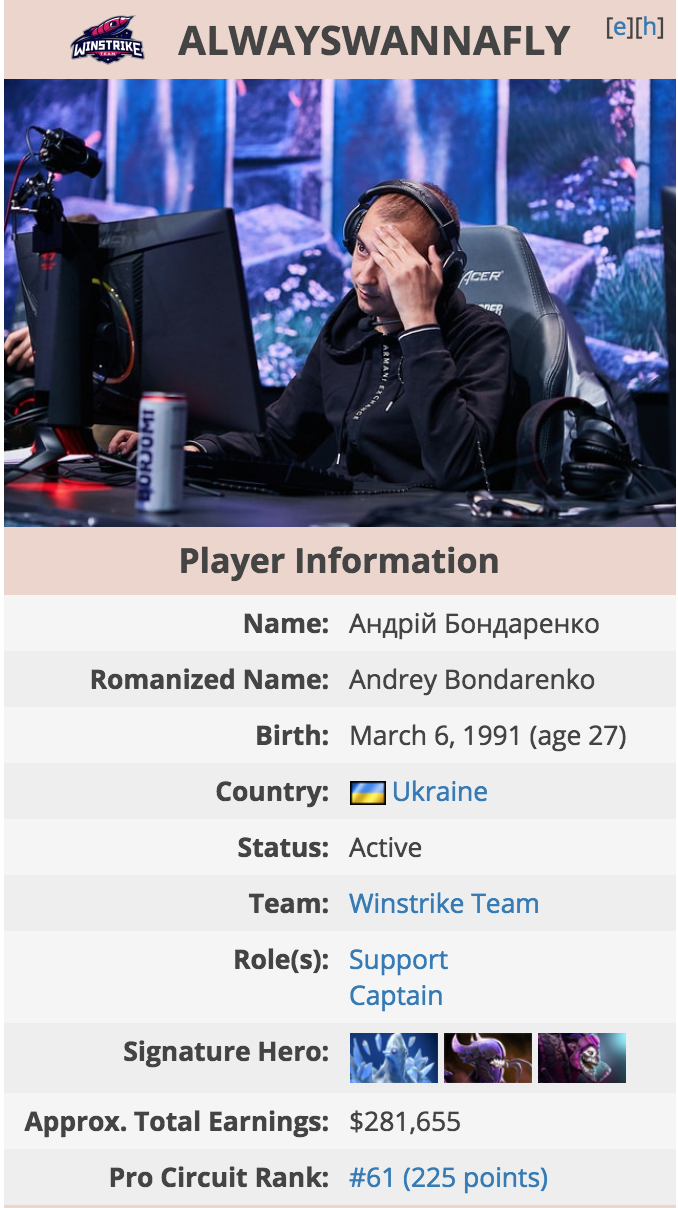 WINSTRIKE
TEAM
ALWAYSWANNAFLY
[e][h]
ACER
ARMANI EXCHANGE
BORJOMI
Player Information
Name: Андрій Бондаренко
Romanized Name: Andrey Bondarenko
Birth: March 6, 1991 (age 27)
Country: Ukraine
Status: Active
Team: Winstrike Team
Role(s): Support
Captain
Signature Hero:
Approx. Total Earnings: $281,655
Pro Circuit Rank: #61 (225 points)